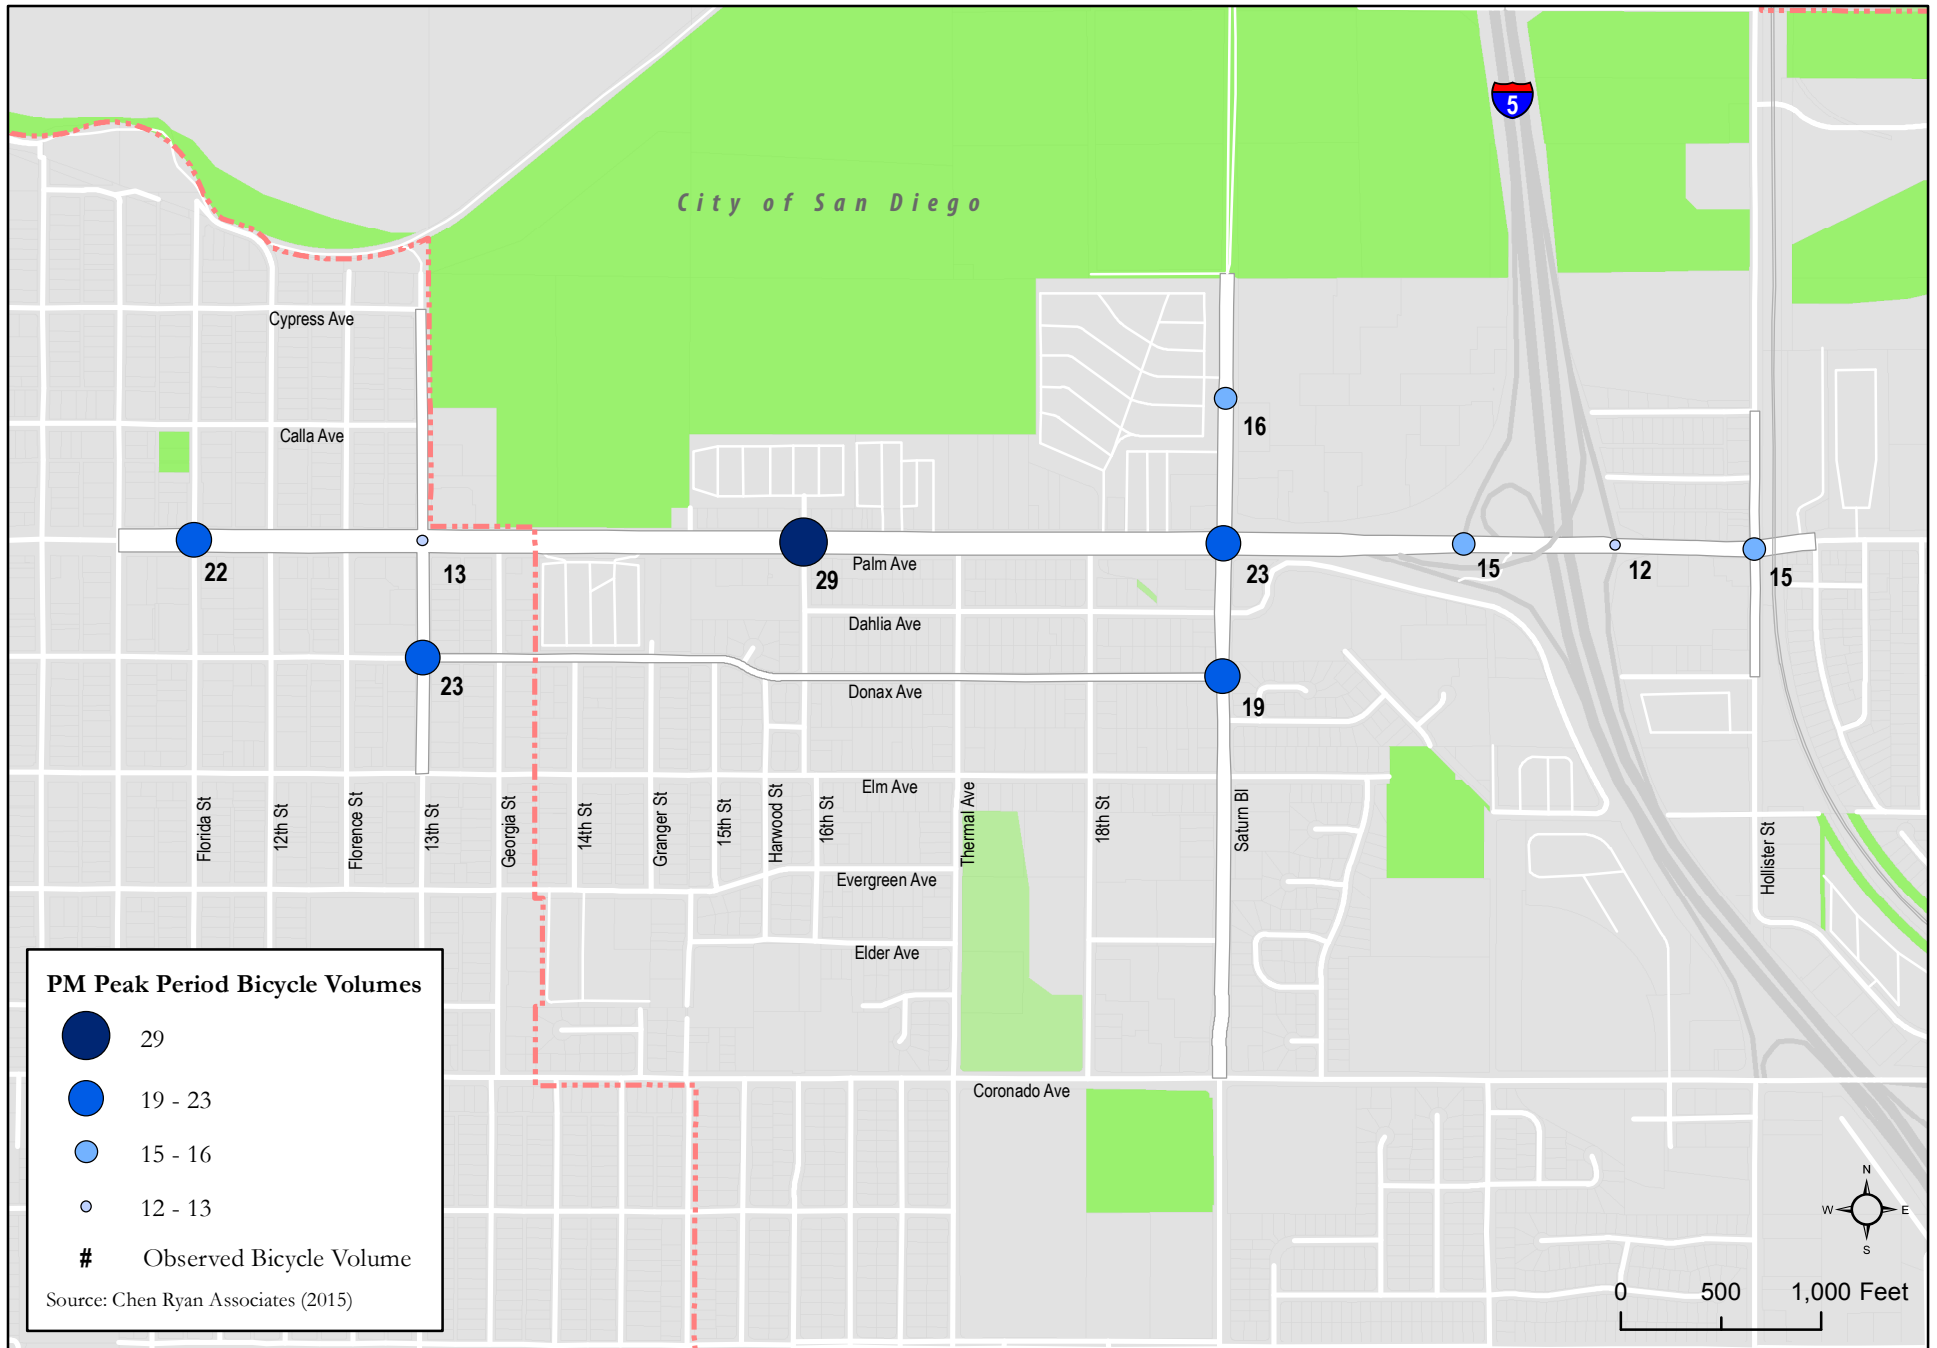 5
City of San Diego
Cypress Ave
16
Calla Ave
22
13
29
Palm Ave
23
15
12
15
Dahlia Ave
23
Donax Ave
19
Elm Ave
Florida St
12th St
Florence St
13th St
Georgia St
14th St
Granger St
15th St
Harwood St
16th St
Thermal Ave
18th St
Saturn Bl
Hollister St
Evergreen Ave
Elder Ave
Coronado Ave
PM Peak Period Bicycle Volumes
29
19 - 23
15 - 16
12 - 13
# Observed Bicycle Volume
Source: Chen Ryan Associates (2015)
N
W E
S
0 500 1,000 Feet